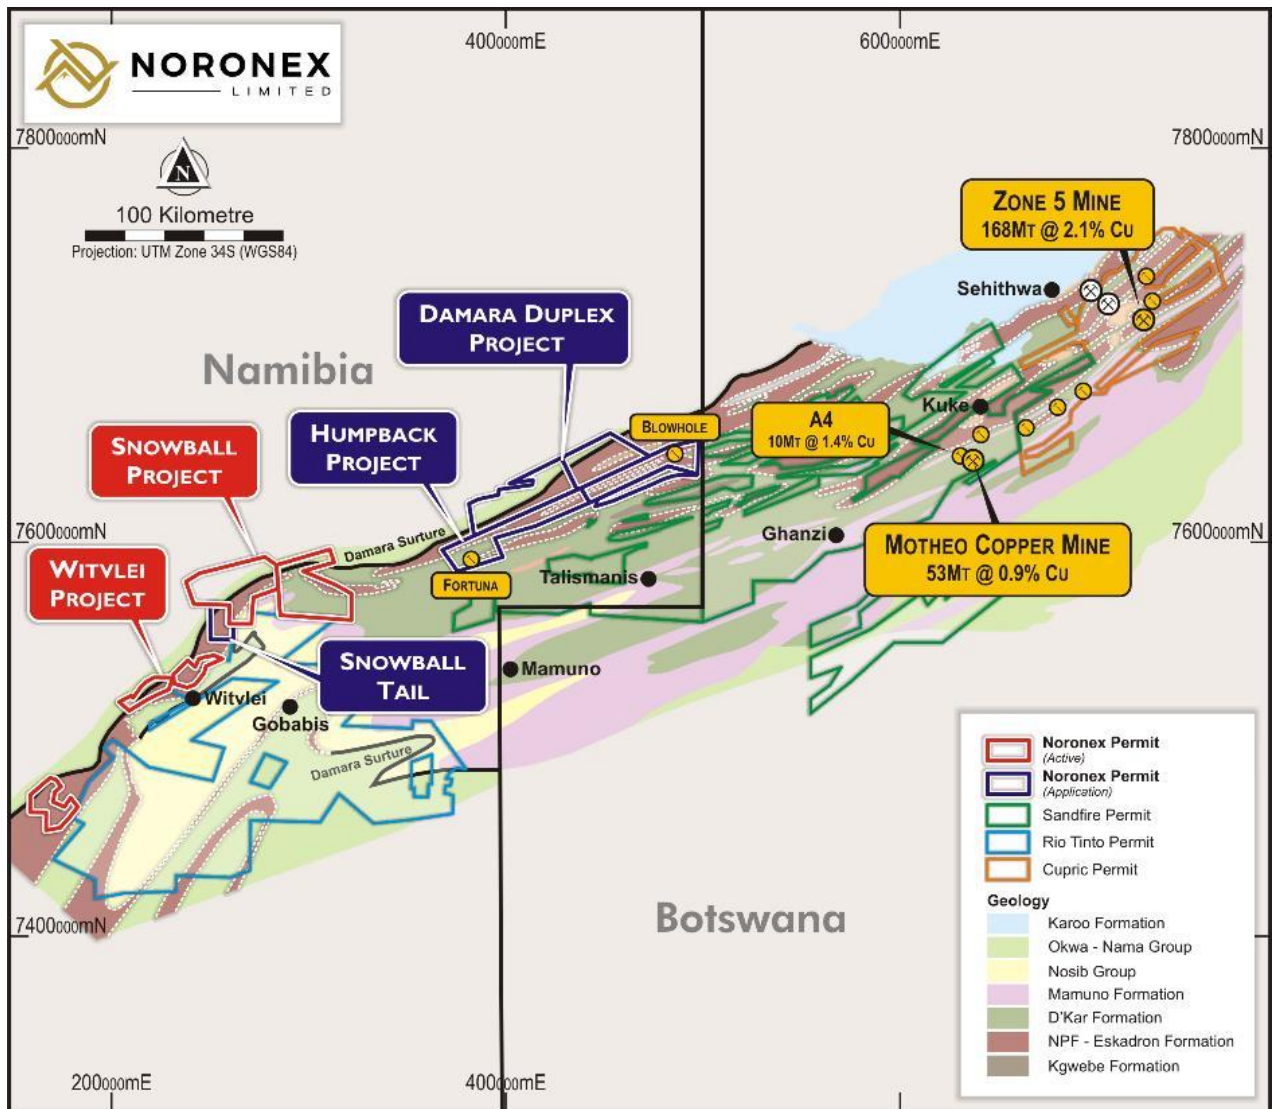 NORONEX
LIMITED
400000mE
600000mE
7800000mN
7800000mN
N
100 Kilometre
Projection: UTM Zone 34S (WGS84)
ZONE 5 MINE
168MT @ 2.1% CU
Sehithwa
DAMARA DUPLEX
PROJECT
Namibia
Kuke
A4
10MT @ 1.4% CU
BLOWHOLE
HUMPBACK
PROJECT
SNOWBALL
PROJECT
7600000mN
7600000mN
Damara Surture
Ghanzi
MOTHEO COPPER MINE
53MT @ 0.9% CU
WITVLEI
PROJECT
FORTUNA
Talismanis
SNOWBALL
TAIL
Mamuno
Witvlei
Gobabis
Damara Surture
Noronex Permit
(Active)
Noronex Permit
(Application)
Sandfire Permit
Rio Tinto Permit
Cupric Permit
Geology
Karoo Formation
Okwa - Nama Group
Nosib Group
Mamuno Formation
D'Kar Formation
NPF - Eskadron Formation
Kgwebe Formation
7400000mN
Botswana
200000mE
400000mE